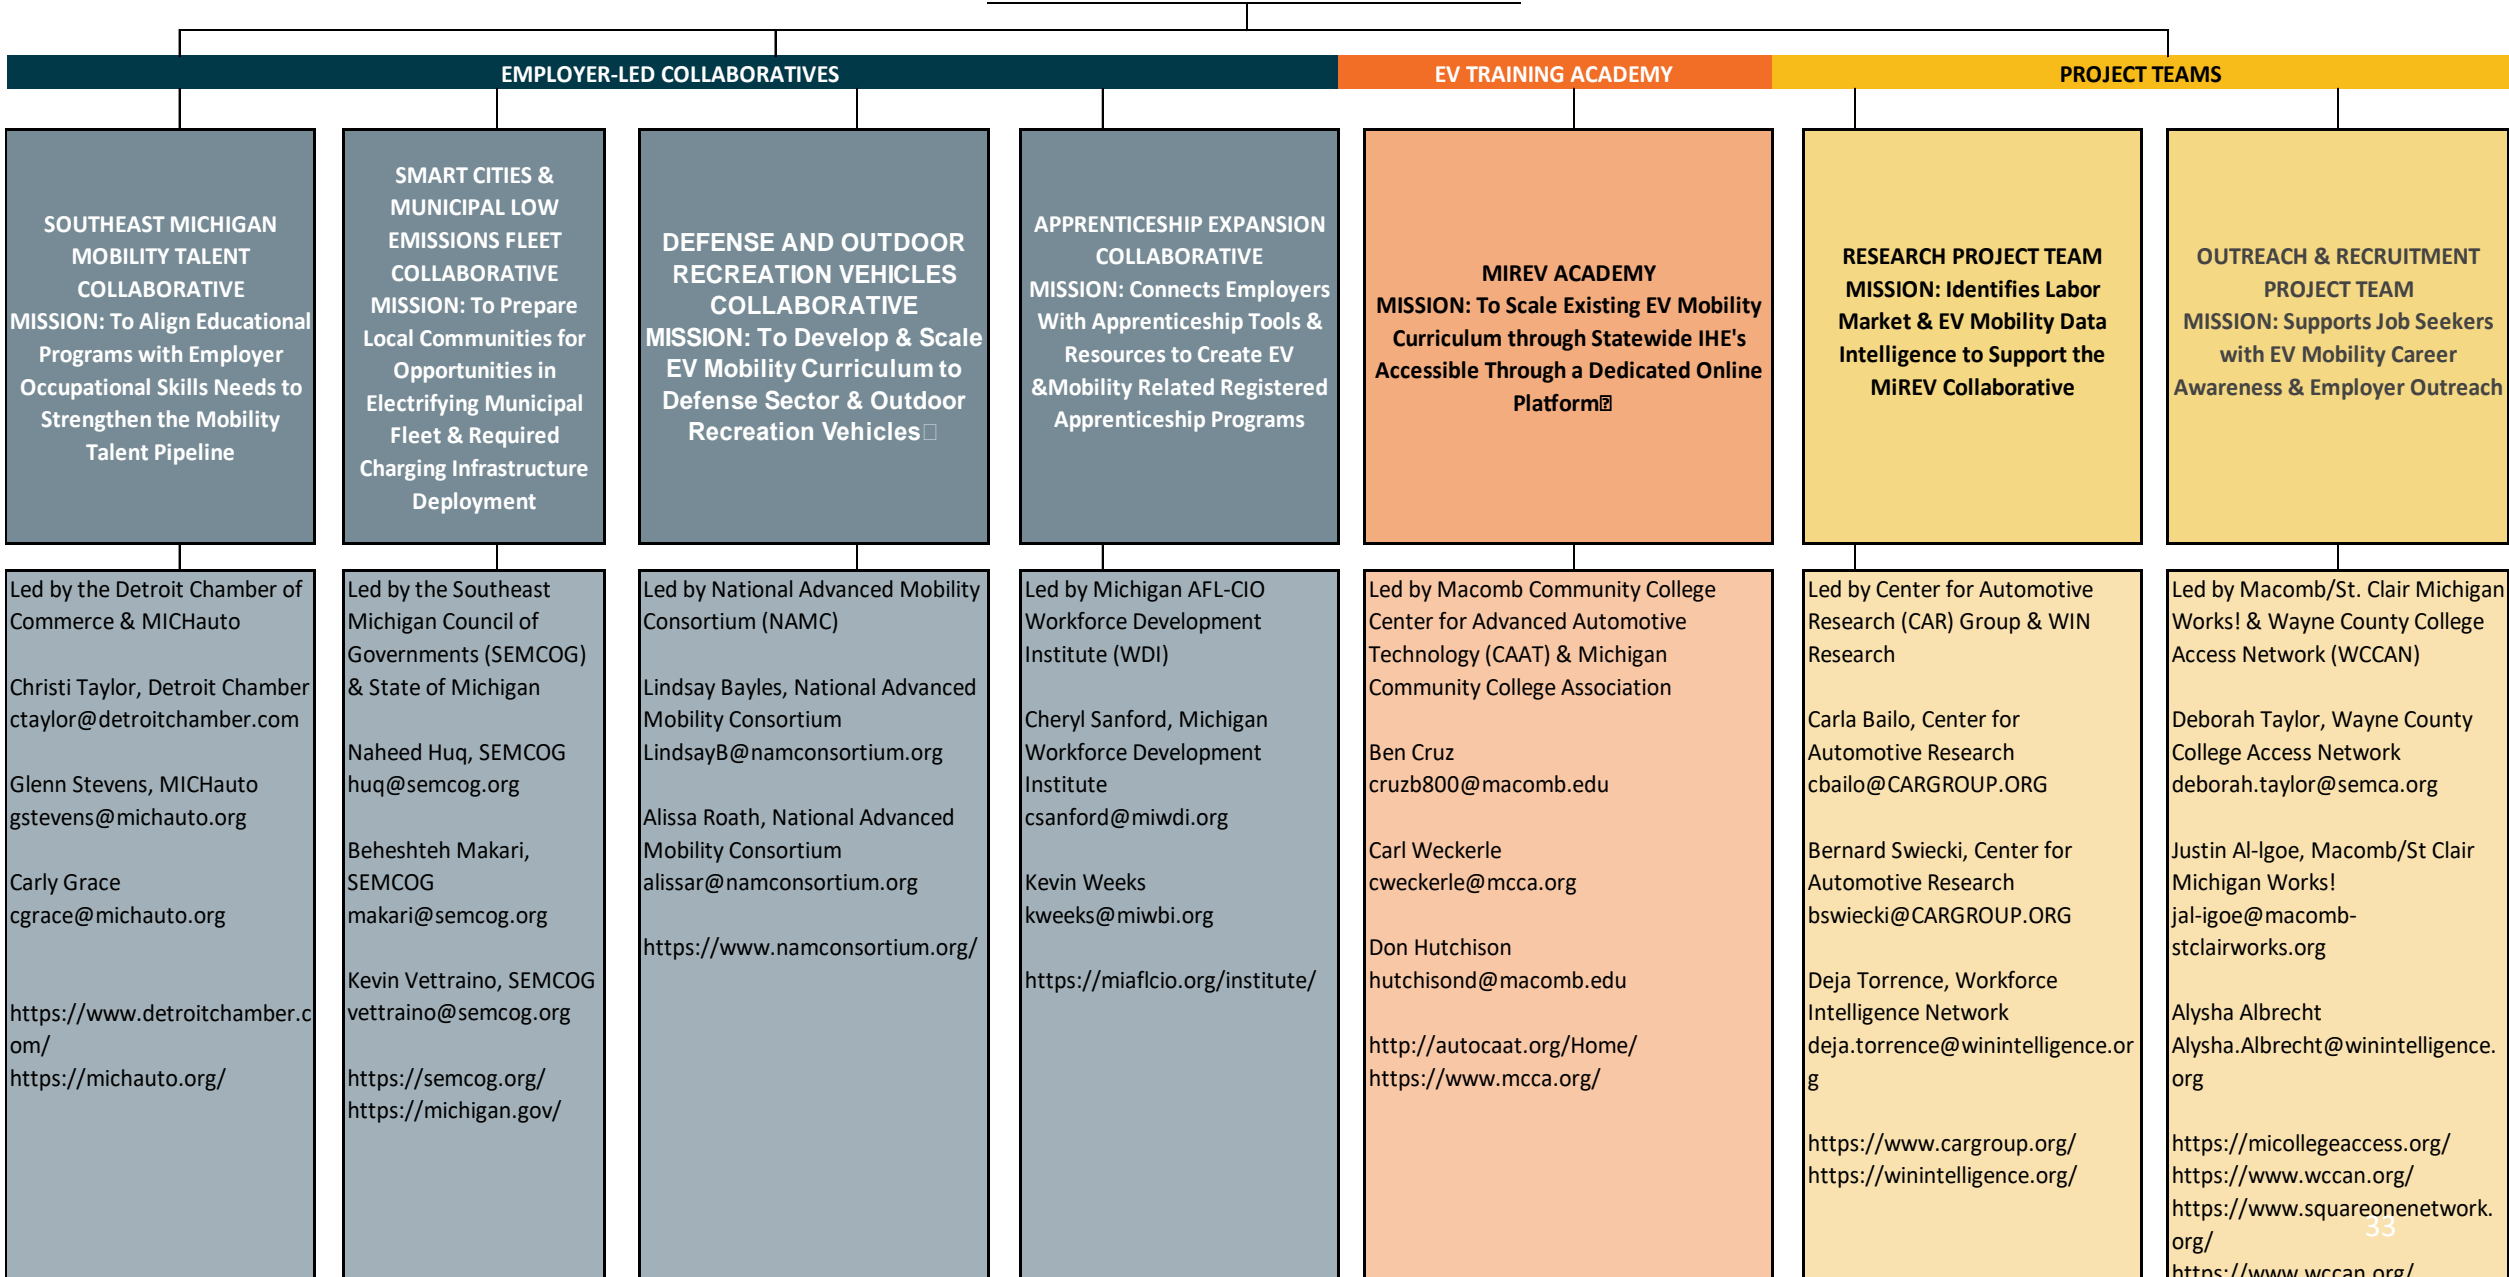 EMPLOYER-LED COLLABORATIVES
EV TRAINING ACADEMY
PROJECT TEAMS
SOUTHEAST MICHIGAN
MOBILITY TALENT
COLLABORATIVE
MISSION: To Align Educational
Programs with Employer
Occupational Skills Needs to
Strengthen the Mobility
Talent Pipeline
SMART CITIES &
MUNICIPAL LOW
EMISSIONS FLEET
COLLABORATIVE
MISSION: To Prepare
Local Communities for
Opportunities in
Electrifying Municipal
Fleet & Required
Charging Infrastructure
Deployment
DEFENSE AND OUTDOOR
RECREATION VEHICLES
COLLABORATIVE
MISSION: To Develop & Scale
EV Mobility Curriculum to
Defense Sector & Outdoor
Recreation Vehicles
APPRENTICESHIP EXPANSION
COLLABORATIVE
MISSION: Connects Employers
With Apprenticeship Tools &
Resources to Create EV
&Mobility Related Registered
Apprenticeship Programs
MIREV ACADEMY
MISSION: To Scale Existing EV Mobility
Curriculum through Statewide IHE's
Accessible Through a Dedicated Online
Platform
RESEARCH PROJECT TEAM
MISSION: Identifies Labor
Market & EV Mobility Data
Intelligence to Support the
MiREV Collaborative
OUTREACH & RECRUITMENT
PROJECT TEAM
MISSION: Supports Job Seekers
with EV Mobility Career
Awareness & Employer Outreach
Led by the Detroit Chamber of
Commerce & MICHauto
Christi Taylor, Detroit Chamber
ctaylor@detroitchamber.com
Glenn Stevens, MICHauto
gstevens@michauto.org
Carly Grace
cgrace@michauto.org
https://www.detroitchamber.c
om/
https://michauto.org/
Led by the Southeast
Michigan Council of
Governments (SEMCOG)
& State of Michigan
Naheed Huq, SEMCOG
huq@semcog.org
Beheshteh Makari,
SEMCOG
makari@semcog.org
Kevin Vettraino, SEMCOG
vettraino@semcog.org
https://semcog.org/
https://michigan.gov/
Led by National Advanced Mobility
Consortium (NAMC)
Lindsay Bayles, National Advanced
Mobility Consortium
LindsayB@namconsortium.org
Alissa Roath, National Advanced
Mobility Consortium
alissar@namconsortium.org
https://www.namconsortium.org/
Led by Michigan AFL-CIO
Workforce Development
Institute (WDI)
Cheryl Sanford, Michigan
Workforce Development
Institute
csanford@miwdi.org
Kevin Weeks
kweeks@miwbi.org
https://miaflcio.org/institute/
Led by Macomb Community College
Center for Advanced Automotive
Technology (CAAT) & Michigan
Community College Association
Ben Cruz
cruzb800@macomb.edu
Carl Weckerle
cweckerle@mcca.org
Don Hutchison
hutchisond@macomb.edu
http://autocaat.org/Home/
https://www.mcca.org/
Led by Center for Automotive
Research (CAR) Group & WIN
Research
Carla Bailo, Center for
Automotive Research
cbailo@CARGROUP.ORG
Bernard Swiecki, Center for
Automotive Research
bswiecki@CARGROUP.ORG
Deja Torrence, Workforce
Intelligence Network
deja.torrence@winintelligence.or
g
https://www.cargroup.org/
https://winintelligence.org/
Led by Macomb/St. Clair Michigan
Works! & Wayne County College
Access Network (WCCAN)
Deborah Taylor, Wayne County
College Access Network
deborah.taylor@semca.org
Justin Al-lgoe, Macomb/St Clair
Michigan Works!
jal-igoe@macomb-
stclairworks.org
Alysha Albrecht
Alysha.Albrecht@winintelligence.
org
https://micollegeaccess.org/
https://www.wccan.org/
https://www.squareonenetwork.
org/
https://www.wccan.org/
33